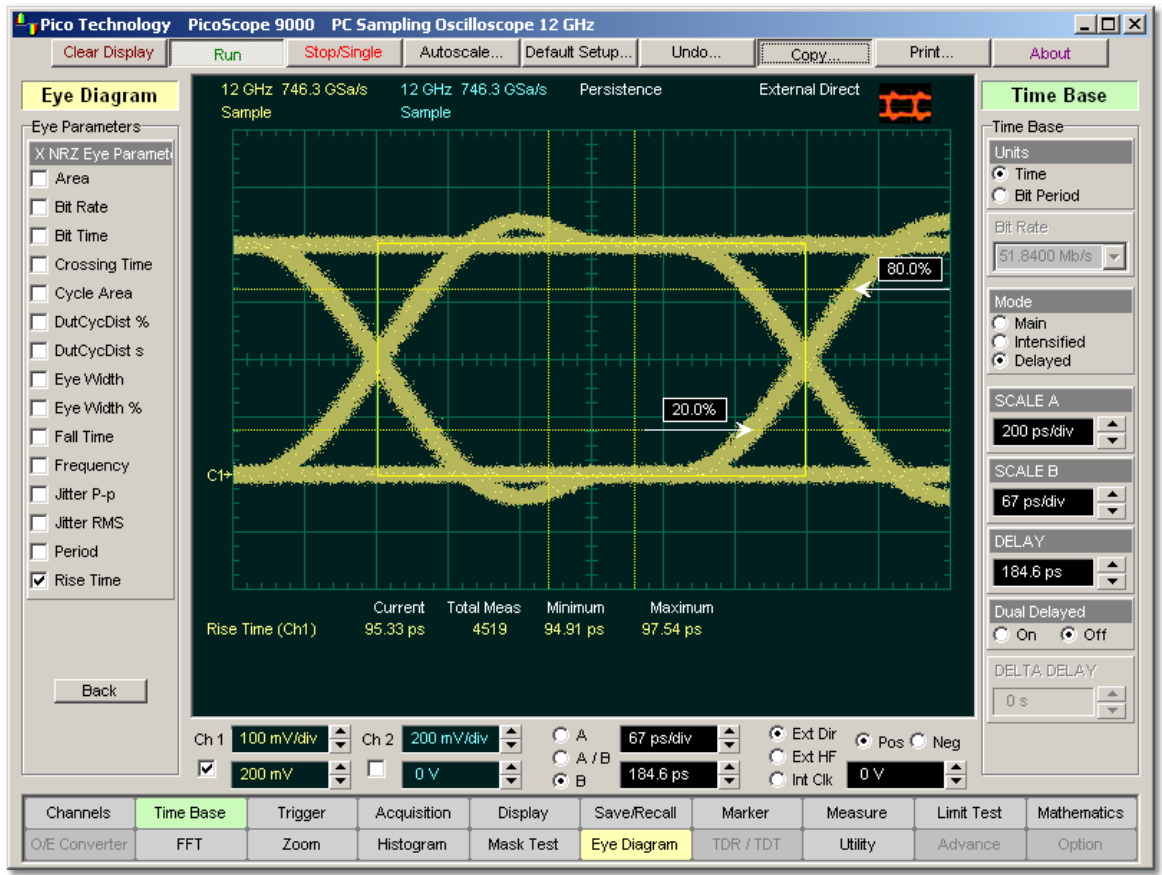 Pico Technology PicoScope 9000 PC Sampling Oscilloscope 12 GHz
Clear Display Run Stop/Single Autoscale... Default Setup... Undo... Copy... Print... About
Eye Diagram
Eye Parameters
X NRZ Eye Paramet
Area
Bit Rate
Bit Time
Crossing Time
Cycle Area
DutCycDist %
DutCycDist s
Eye Width
Eye Width %
Fall Time
Frequency
Jitter P-p
Jitter RMS
Period
Rise Time
Back
12 GHz 746.3 GSa/s 12 GHz 746.3 GSa/s Persistence External Direct
Sample Sample
80.0%
20.0%
C1
Current Total Meas Minimum Maximum
Rise Time (Ch1) 95.33 ps 4519 94.91 ps 97.54 ps
Time Base
Time Base
Units
Time
Bit Period
Bit Rate
51.8400 Mb/s
Mode
Main
Intensified
Delayed
SCALE A
200 ps/div
SCALE B
67 ps/div
DELAY
184.6 ps
Dual Delayed
On Off
DELTA DELAY
0 s
Ch 1 100 mV/div Ch 2 200 mV/div A 67 ps/div Ext Dir Pos Neg
A / B Ext HF
200 mV 0 V B 184.6 ps Int Clk 0 V
Channels Time Base Trigger Acquisition Display Save/Recall Marker Measure Limit Test Mathematics
O/E Converter FFT Zoom Histogram Mask Test Eye Diagram TDR / TDT Utility Advance Option